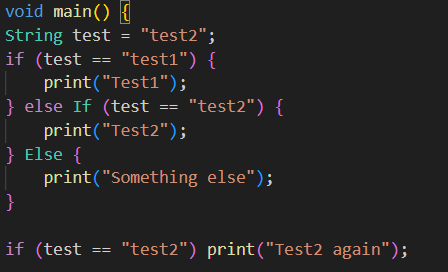 void main() {
String test = "test2";
if (test == "test1") {
    print("Test1");
} else If (test == "test2") {
    print("Test2");
} Else {
    print("Something else");
}

if (test == "test2") print("Test2 again");